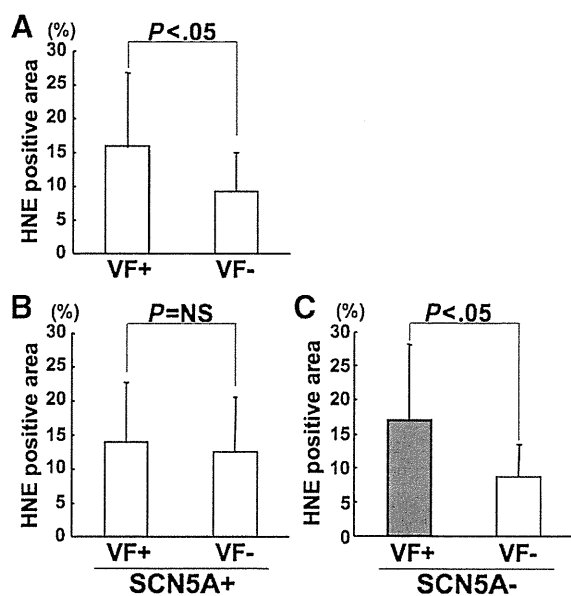 A (%)
P<.05
30
25
20
15
10
5
0
HNE positive area
VF+ VF-
B (%)
P=NS
30
25
20
15
10
5
0
HNE positive area
VF+ VF-
SCN5A+
C (%)
P<.05
30
25
20
15
10
5
0
HNE positive area
VF+ VF-
SCN5A-